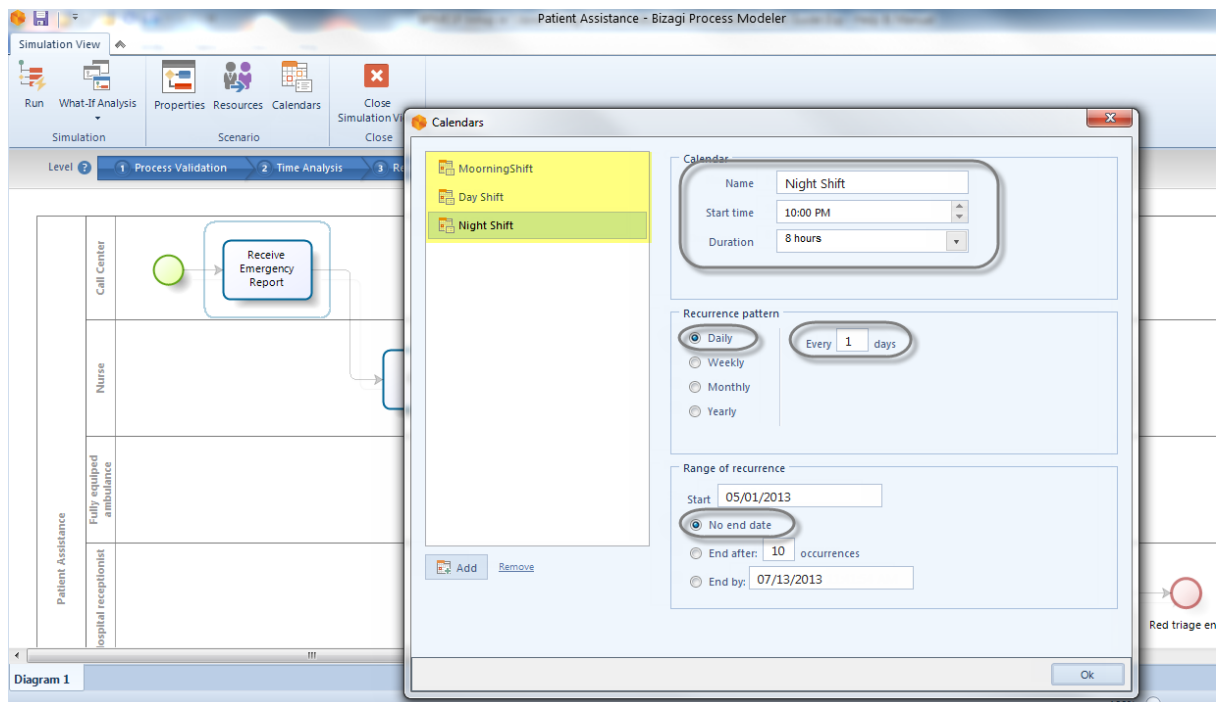 Patient Assistance - Bizagi Process Modeler
Simulation View
Run
What-If Analysis
Properties
Resources
Calendars
Close
Simulation Vi
Simulation
Scenario
Close
Level
1 Process Validation
2 Time Analysis
3 Re
Patient Assistance
Call Center
Receive
Emergency
Report
Nurse
Fully equiped
ambulance
ospital receptionist
Red triage en
Diagram 1
Calendars
MoorningShift
Day Shift
Night Shift
Add
Remove
Calendar
Name Night Shift
Start time 10:00 PM
Duration 8 hours
Recurrence pattern
Daily
Every 1 days
Weekly
Monthly
Yearly
Range of recurrence
Start 05/01/2013
No end date
End after: 10 occurrences
End by: 07/13/2013
Ok